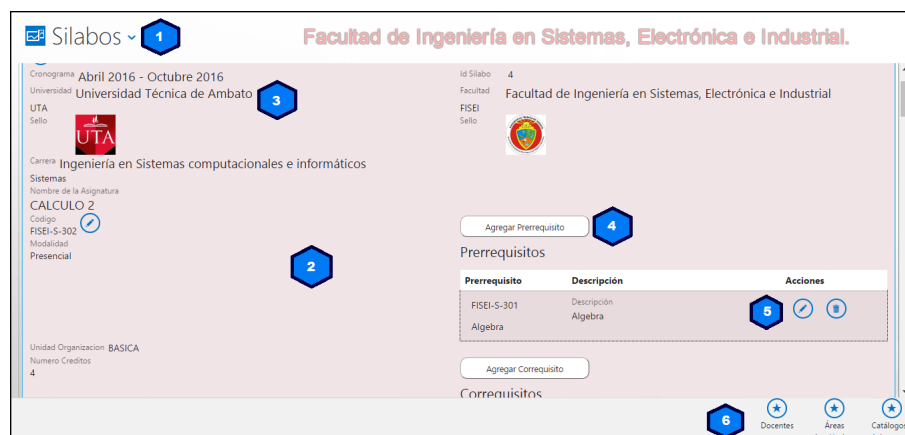 Silabos
1
Facultad de Ingeniería en Sistemas, Electrónica e Industrial.
Cronograma Abril 2016 - Octubre 2016
Universidad Universidad Técnica de Ambato
3
UTA
Sello
UTA
Carrera Ingeniería en Sistemas computacionales e informáticos
Sistemas
Nombre de la Asignatura
CALCULO 2
Codigo
FISEI-S-302
Modalidad
Presencial
2
Unidad Organizacion BASICA
Numero Creditos
4
Id Silabo 4
Facultad Facultad de Ingeniería en Sistemas, Electrónica e Industrial
FISEI
Sello
Agregar Prerrequisito
4
Prerrequisitos
Prerrequisito Descripción Acciones
FISEI-S-301
Algebra
Descripción
Algebra
5
Agregar Correquisito
Correquisitos
6
Docentes Áreas Catálogos